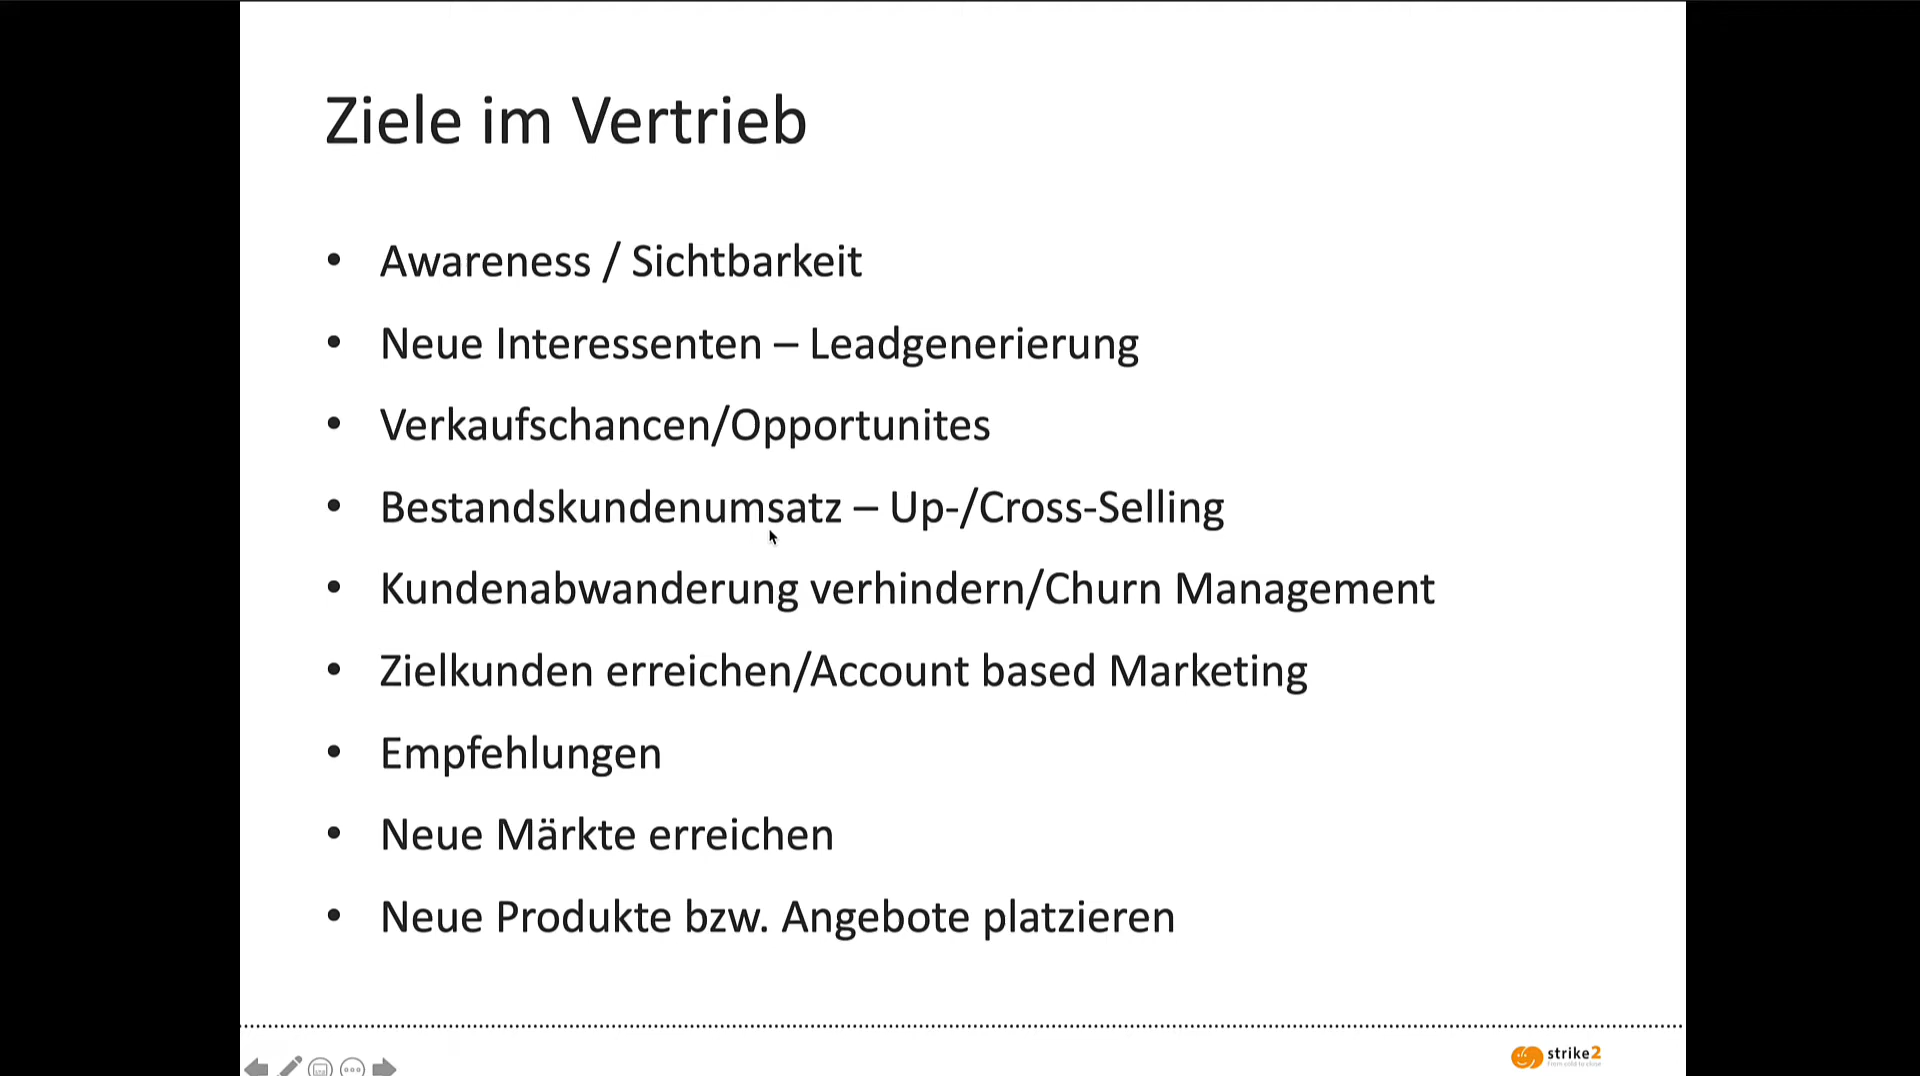 Ziele im Vertrieb
• Awareness / Sichtbarkeit
• Neue Interessenten – Leadgenerierung
• Verkaufschancen/Opportunites
• Bestandskundenumsatz – Up-/Cross-Selling
• Kundenabwanderung verhindern/Churn Management
• Zielkunden erreichen/Account based Marketing
• Empfehlungen
• Neue Märkte erreichen
• Neue Produkte bzw. Angebote platzieren
strike2